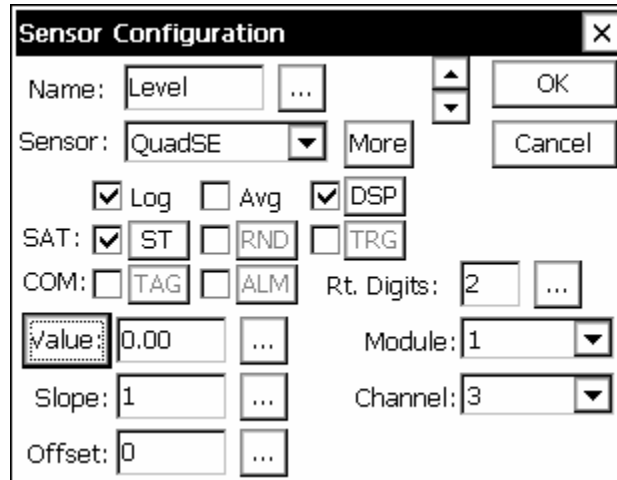 Sensor Configuration
Name: Level ... OK
Sensor: QuadSE More Cancel
Log Avg DSP
SAT: ST RND TRG
COM: TAG ALM Rt. Digits: 2 ...
Value: 0.00 ... Module: 1
Slope: 1 ... Channel: 3
Offset: 0 ...